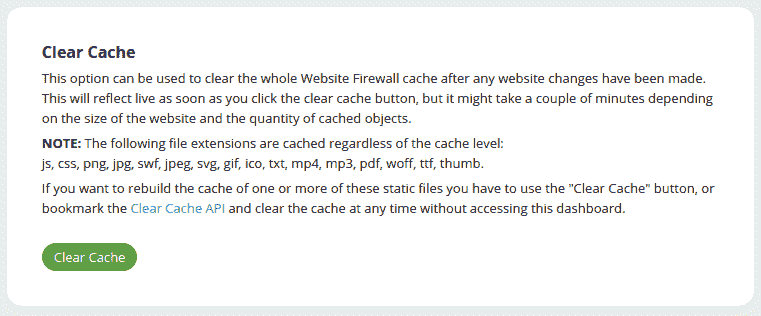 Clear Cache
This option can be used to clear the whole Website Firewall cache after any website changes have been made.
This will reflect live as soon as you click the clear cache button, but it might take a couple of minutes depending
on the size of the website and the quantity of cached objects.
NOTE: The following file extensions are cached regardless of the cache level:
js, css, png, jpg, swf, jpeg, svg, gif, ico, txt, mp4, mp3, pdf, woff, ttf, thumb.
If you want to rebuild the cache of one or more of these static files you have to use the "Clear Cache" button, or
bookmark the Clear Cache API and clear the cache at any time without accessing this dashboard.
Clear Cache